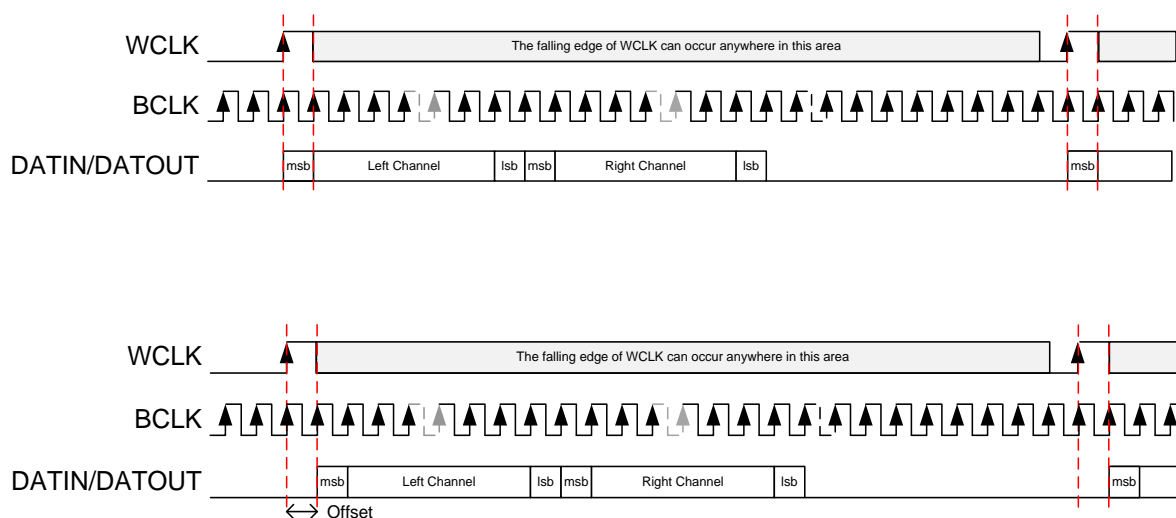 WCLK
The falling edge of WCLK can occur anywhere in this area
BCLK
DATIN/DATOUT
msb Left Channel lsb msb Right Channel lsb msb
WCLK
The falling edge of WCLK can occur anywhere in this area
BCLK
DATIN/DATOUT
msb Left Channel lsb msb Right Channel lsb msb
Offset